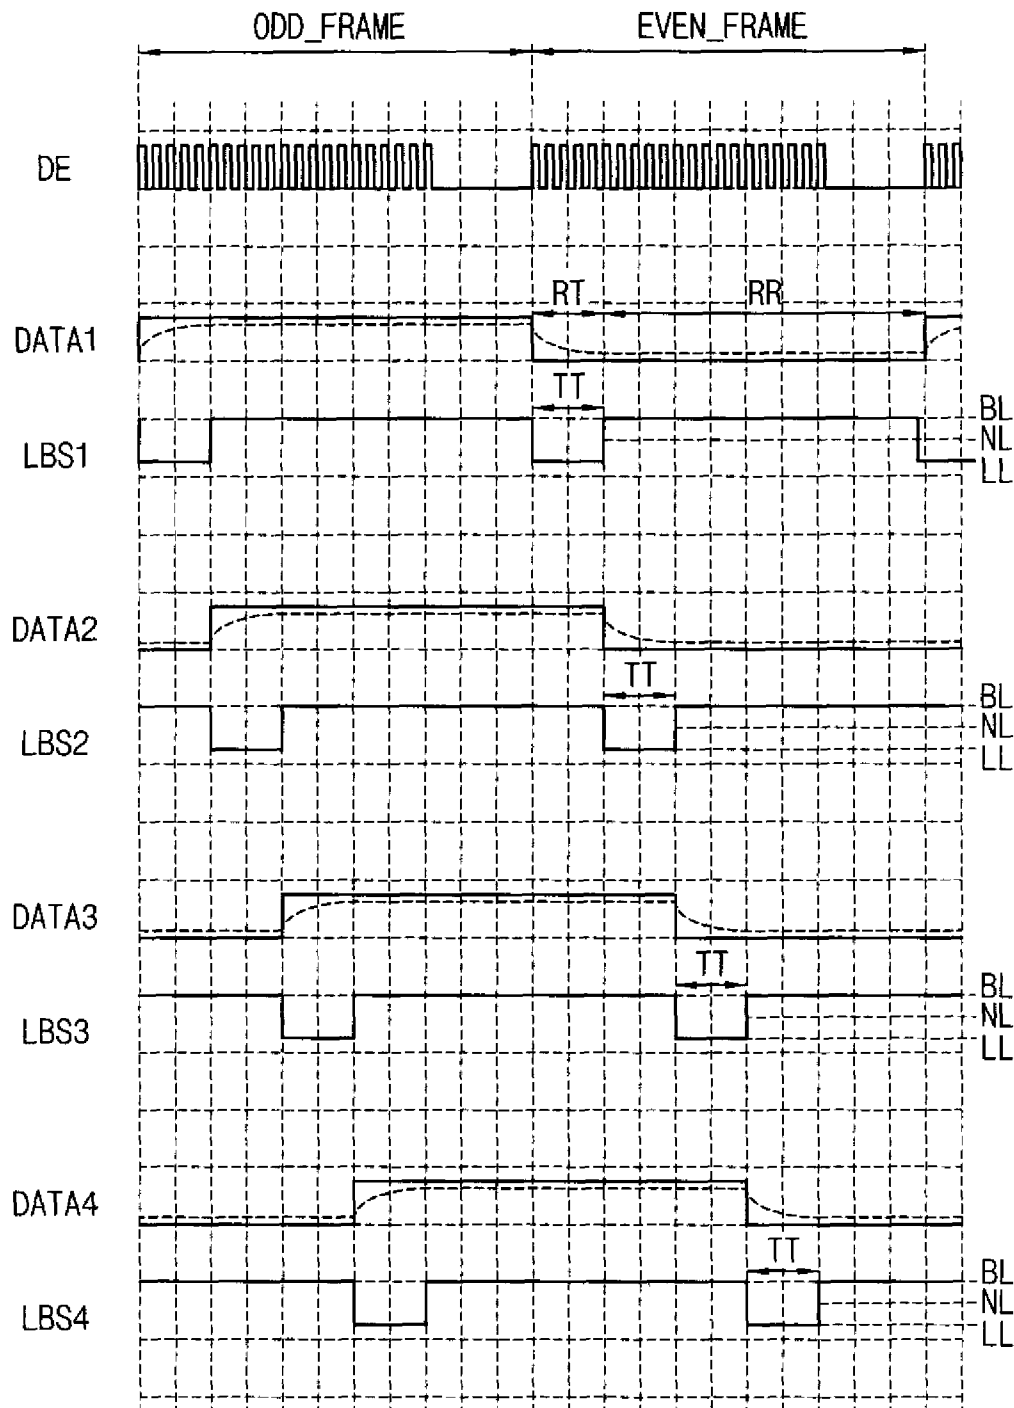 ODD_FRAME EVEN_FRAME
DE
RT RR
DATA1
TT
LBS1
BL
NL
LL
DATA2
TT
LBS2
BL
NL
LL
DATA3
TT
LBS3
BL
NL
LL
DATA4
TT
LBS4
BL
NL
LL